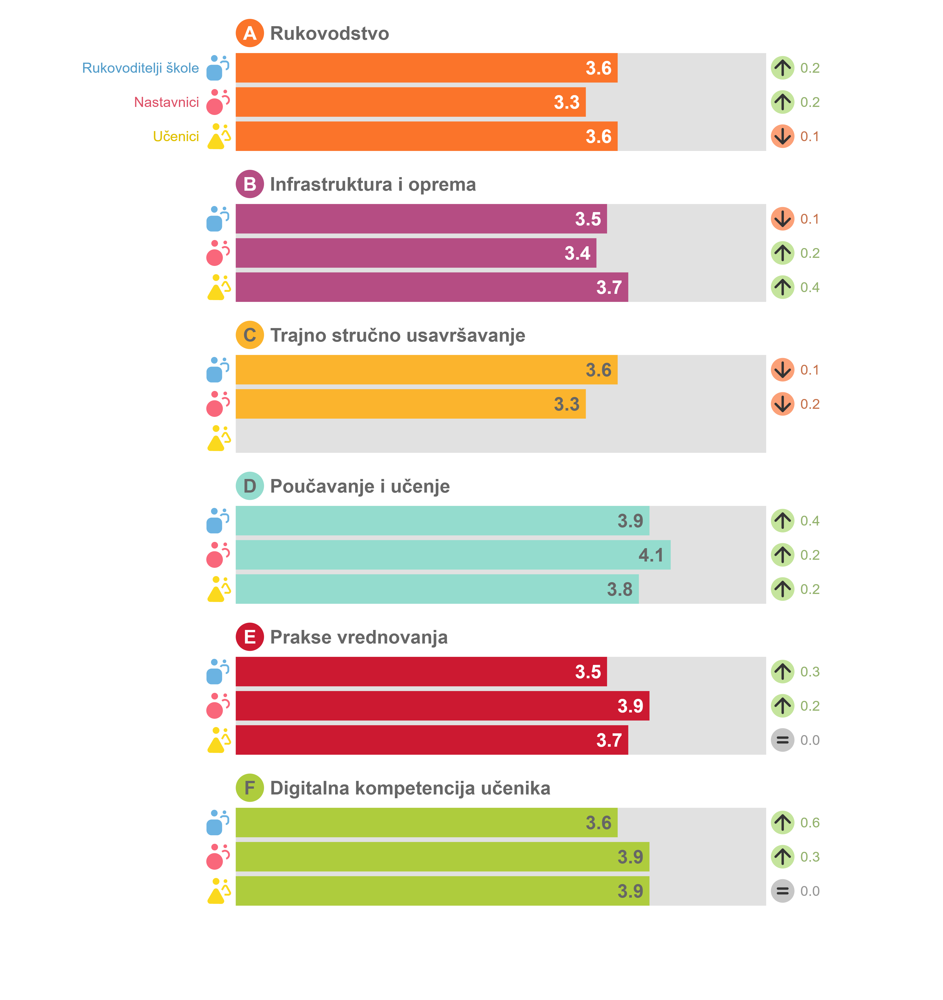 A Rukovodstvo
Rukovoditelji škole 3.6 0.2
Nastavnici 3.3 0.2
Učenici 3.6 0.1
B Infrastruktura i oprema
3.5 0.1
3.4 0.2
3.7 0.4
C Trajno stručno usavršavanje
3.6 0.1
3.3 0.2
D Poučavanje i učenje
3.9 0.4
4.1 0.2
3.8 0.2
E Prakse vrednovanja
3.5 0.3
3.9 0.2
3.7 = 0.0
F Digitalna kompetencija učenika
3.6 0.6
3.9 0.3
3.9 = 0.0